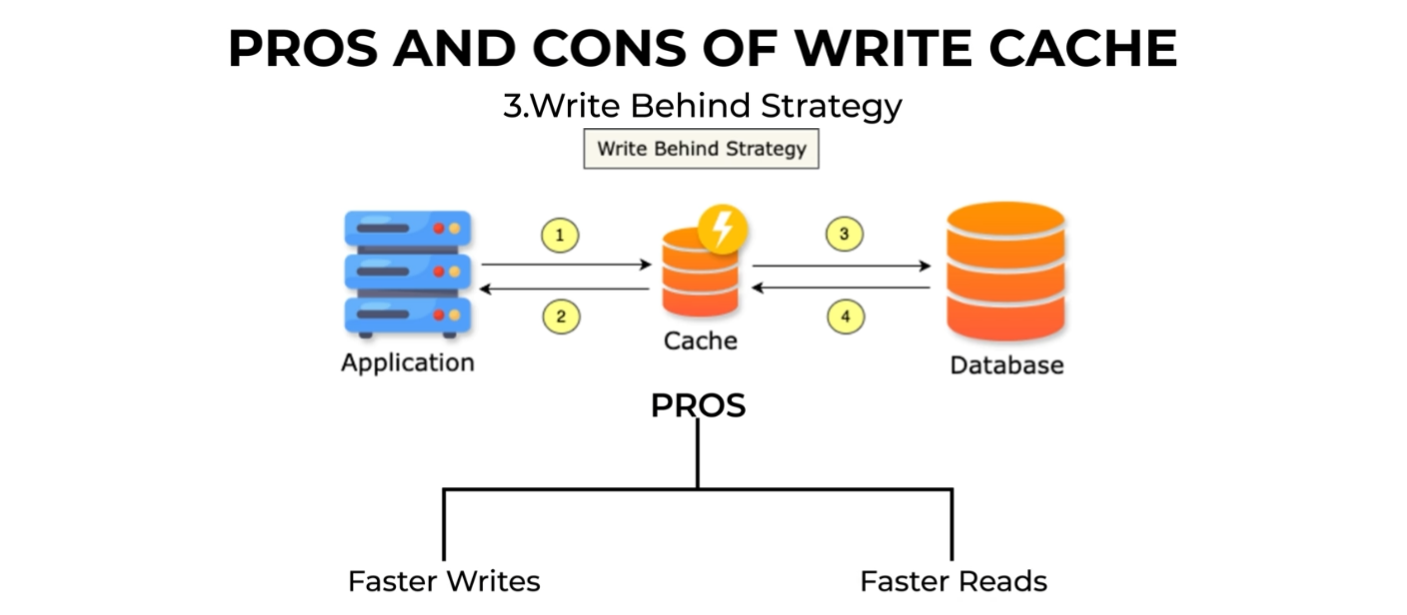 PROS AND CONS OF WRITE CACHE
3.Write Behind Strategy
Write Behind Strategy
1
3
2
4
Application
Cache
Database
PROS
Faster Writes
Faster Reads